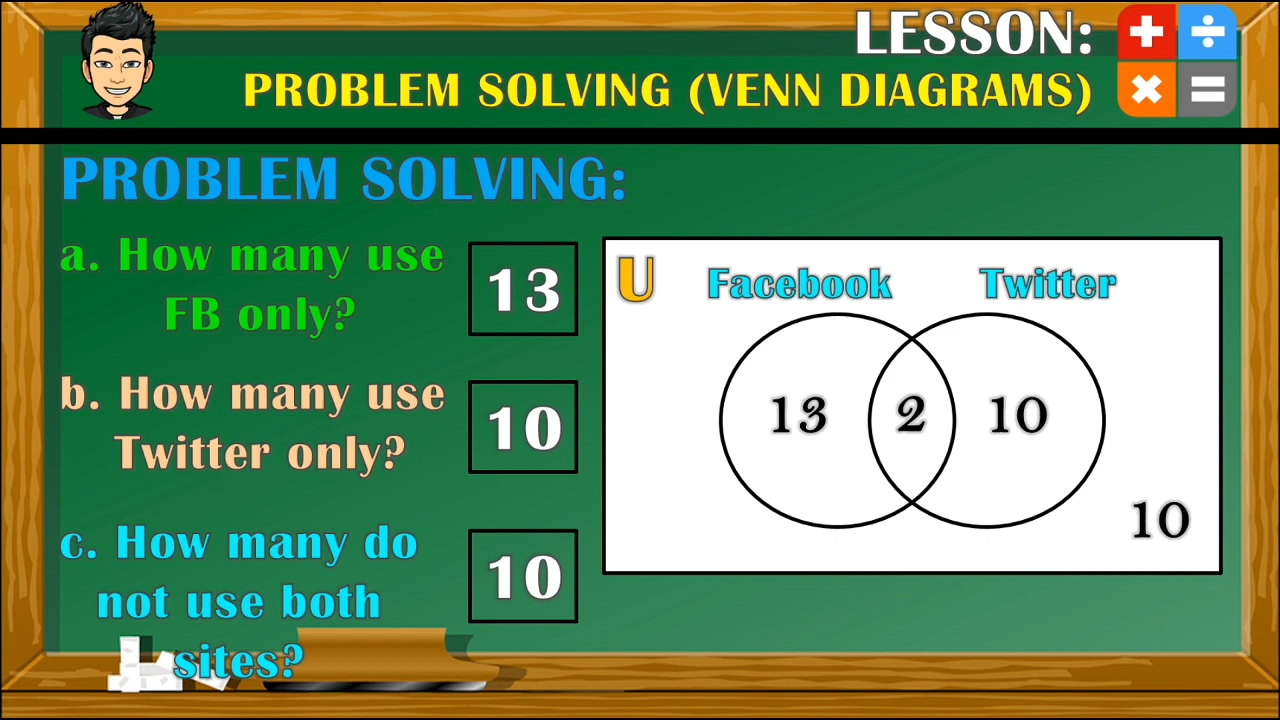 LESSON:
PROBLEM SOLVING (VENN DIAGRAMS)
PROBLEM SOLVING:
a. How many use
FB only?
13
b. How many use
Twitter only?
10
c. How many do
not use both
sites?
10
U Facebook Twitter
13 2 10
10